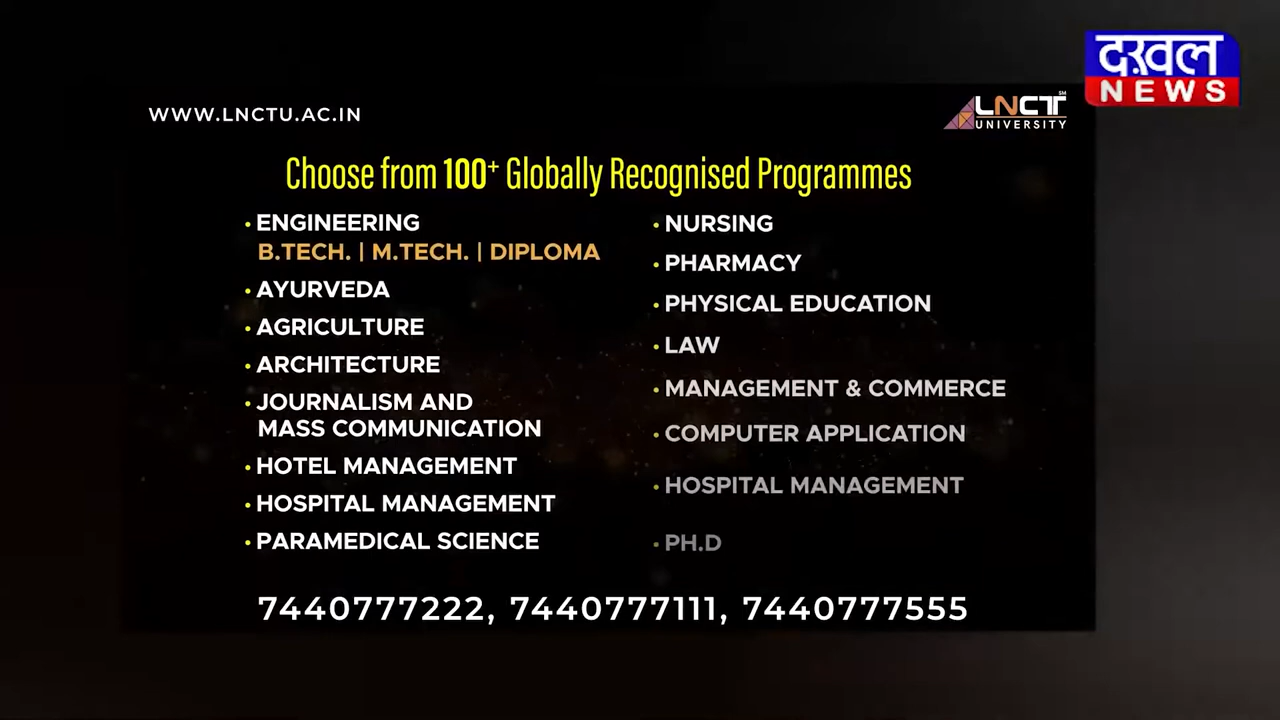 दख़ल
NEWS
WWW.LNCTU.AC.IN
LNCT SM
UNIVERSITY
Choose from 100+ Globally Recognised Programmes
• ENGINEERING
B.TECH. | M.TECH. | DIPLOMA
• AYURVEDA
• AGRICULTURE
• ARCHITECTURE
• JOURNALISM AND
MASS COMMUNICATION
• HOTEL MANAGEMENT
• HOSPITAL MANAGEMENT
• PARAMEDICAL SCIENCE
• NURSING
• PHARMACY
• PHYSICAL EDUCATION
• LAW
• MANAGEMENT & COMMERCE
• COMPUTER APPLICATION
• HOSPITAL MANAGEMENT
• PH.D
7440777222, 7440777111, 7440777555